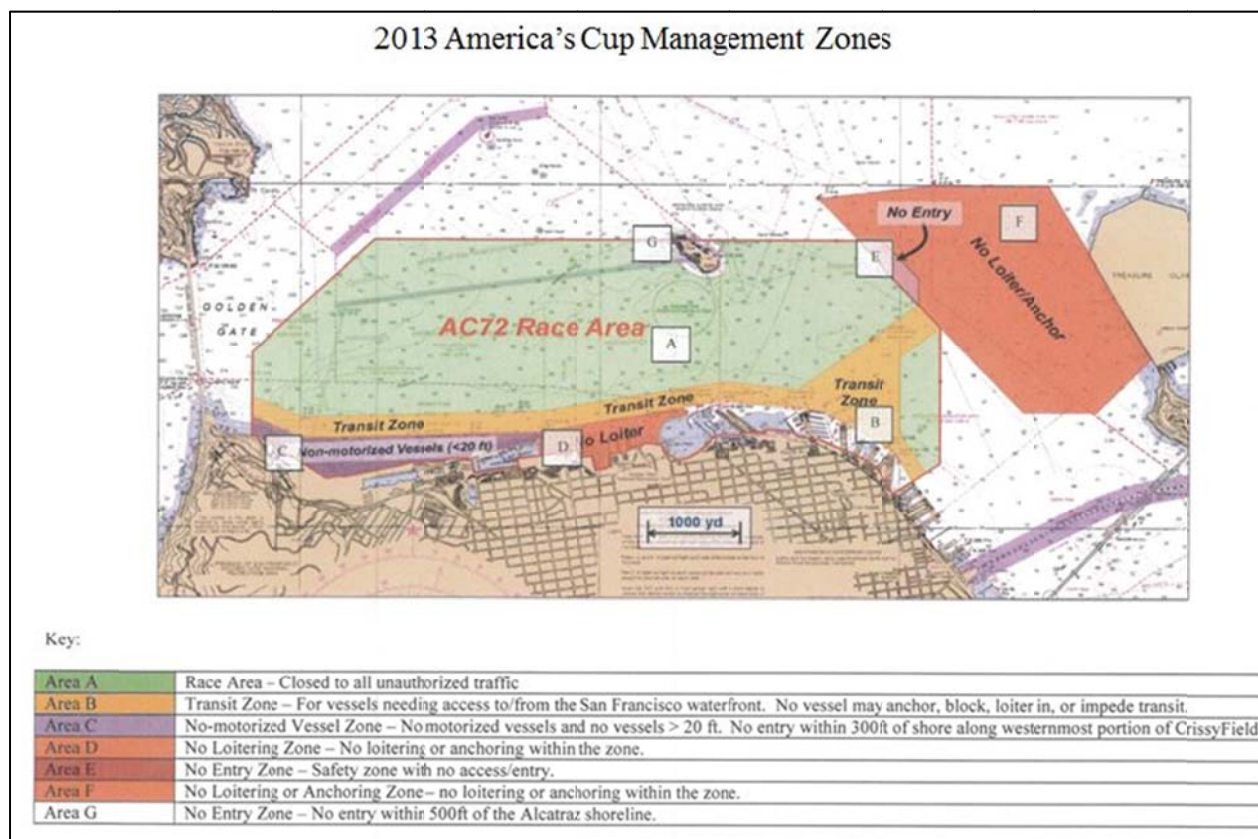 2013 America's Cup Management Zones
No Entry
F
G
E
No Loiter/Anchor
TREASURE
GOLDEN
GATE
AC72 Race Area
A
Transit
Zone
Transit Zone
Transit Zone
B
C
Non-motorized Vessels (<20 ft)
D
No Loiter
1000 yd
Key:
Area A Race Area – Closed to all unauthorized traffic
Area B Transit Zone – For vessels needing access to/from the San Francisco waterfront. No vessel may anchor, block, loiter in, or impede transit.
Area C No-motorized Vessel Zone – No motorized vessels and no vessels > 20 ft. No entry within 300ft of shore along westernmost portion of CrissyField
Area D No Loitering Zone – No loitering or anchoring within the zone.
Area E No Entry Zone – Safety zone with no access/entry.
Area F No Loitering or Anchoring Zone– no loitering or anchoring within the zone.
Area G No Entry Zone – No entry within 500ft of the Alcatraz shoreline.